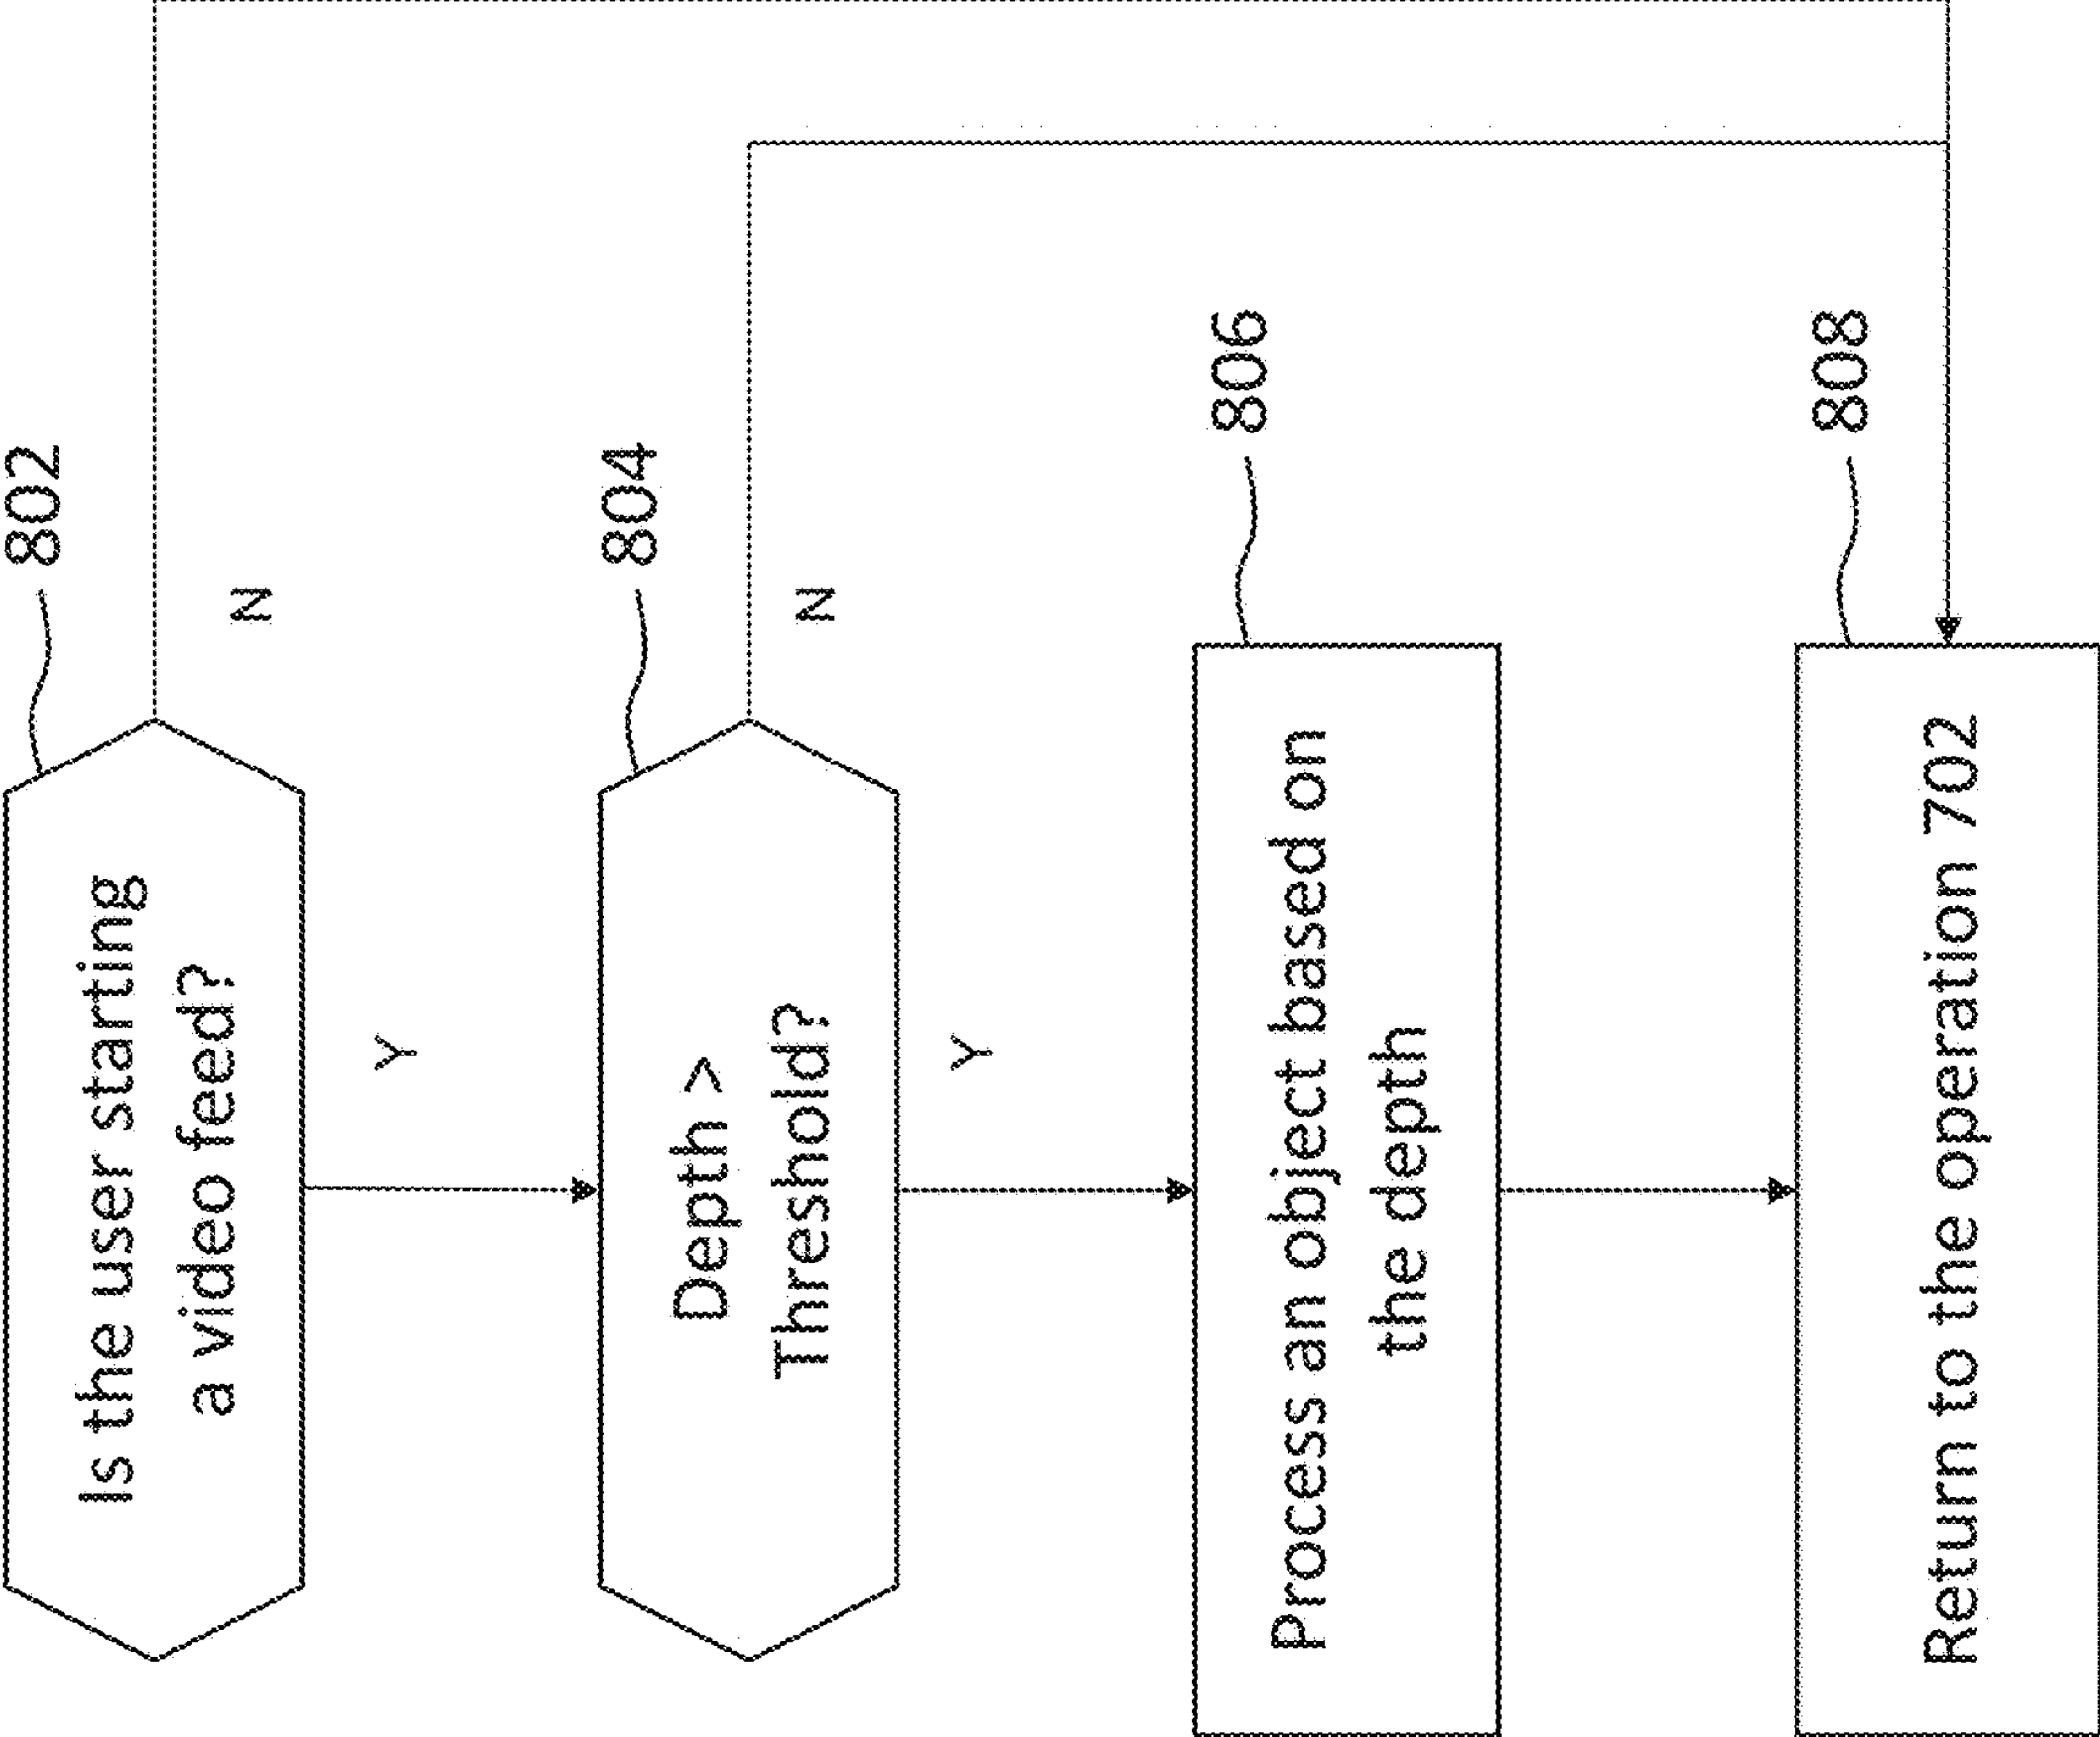 802
Is the user starting
a video feed?
N
Y
804
Depth >
Threshold?
N
Y
806
Process an object based on
the depth
808
Return to the operation 702